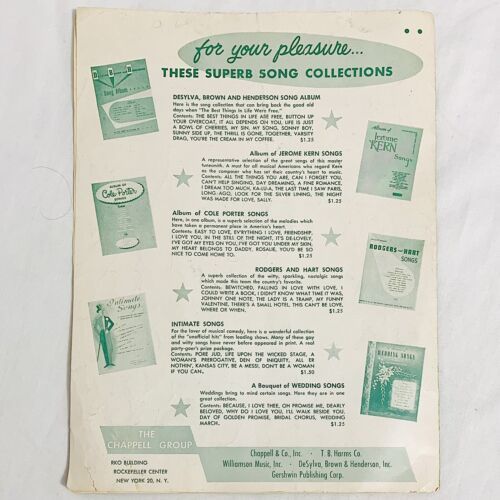 for your pleasure...
THESE SUPERB SONG COLLECTIONS
DESYLVA, BROWN AND HENDERSON SONG ALBUM
Here is the song collection that can bring back the good old
days when "The Best Things In Life Were Free."
Contents: THE BEST THINGS IN LIFE ARE FREE, BUTTON UP
YOUR OVERCOAT, IT ALL DEPENDS ON YOU, LIFE IS JUST
A BOWL OF CHERRIES, MY SIN, MY SONG, SONNY BOY,
SUNNY SIDE UP, THE THRILL IS GONE, TOGETHER, VARSITY
DRAG, YOU'RE THE CREAM IN MY COFFEE. $1.25
Song Album
Album of JEROME KERN SONGS
A representative selection of the great songs of this master
tunesmith. A must for all musical Americans who regard Kern
as the composer who has set their country's heart to music.
Contents: ALL THE THINGS YOU ARE, CAN I FORGET YOU,
CAN'T HELP SINGING, DAY DREAMING, A FINE ROMANCE,
I DREAM TOO MUCH, KA-LU-A, THE LAST TIME I SAW PARIS,
LONG AGO, LOOK FOR THE SILVER LINING, THE NIGHT
WAS MADE FOR LOVE, SALLY. $1.25
Album of
Jerome
KERN
Songs
Album of COLE PORTER SONGS
Here, in one album, is a superb selection of the melodies which
have taken a permanent place in America's heart.
Contents: EASY TO LOVE, EV'RYTHING I LOVE, FRIENDSHIP,
I LOVE YOU, IN THE STILL OF THE NIGHT, IT'S DE-LOVELY,
I'VE GOT MY EYES ON YOU, I'VE GOT YOU UNDER MY SKIN,
MY HEART BELONGS TO DADDY, ROSALIE, YOU'D BE SO
NICE TO COME HOME TO. $1.25
ALBUM OF
Cole Porter
SONGS
RODGERS and HART SONGS
A superb collection of the witty, sparkling, nostalgic songs
which made this team the country's favorite.
Contents: BEWITCHED, FALLING IN LOVE WITH LOVE, I
COULD WRITE A BOOK, I DIDN'T KNOW WHAT TIME IT WAS,
JOHNNY ONE NOTE, THE LADY IS A TRAMP, MY FUNNY
VALENTINE, THERE'S A SMALL HOTEL, THIS CAN'T BE LOVE,
WHERE OR WHEN. $1.25
RODGERS and HART
SONGS
INTIMATE SONGS
For the lover of musical comedy, here is a wonderful collection
of the "unoficial hits" from leading shows. Many of these gay
and witty songs have never before appeared in print. A real
party-goer's prize package.
Contents: PORE JUD, LIFE UPON THE WICKED STAGE, A
WOMAN'S PREROGATIVE, DEN OF INIQUITY, ALL ER
NOTHIN', KANSAS CITY, BE A MESS!, DON'T BE A WOMAN
IF YOU CAN. $1.50
Intimate
Songs
A Bouquet of WEDDING SONGS
Weddings bring to mind certain songs. Here they are in one
great collection.
Contents: BECAUSE, I LOVE THEE, OH PROMISE ME, DEARLY
BELOVED, WHY DO I LOVE YOU, I'LL WALK BESIDE YOU,
DAY OF GOLDEN PROMISE, BRIDAL CHORUS, WEDDING
MARCH. $1.25
WEDDING SONGS
THE
CHAPPELL GROUP
RKO BUILDING
ROCKEFELLER CENTER
NEW YORK 20, N. Y.
Chappell & Co., Inc. · T. B. Harms Co.
Williamson Music, Inc. · DeSylva, Brown & Henderson, Inc.
Gershwin Publishing Corp.